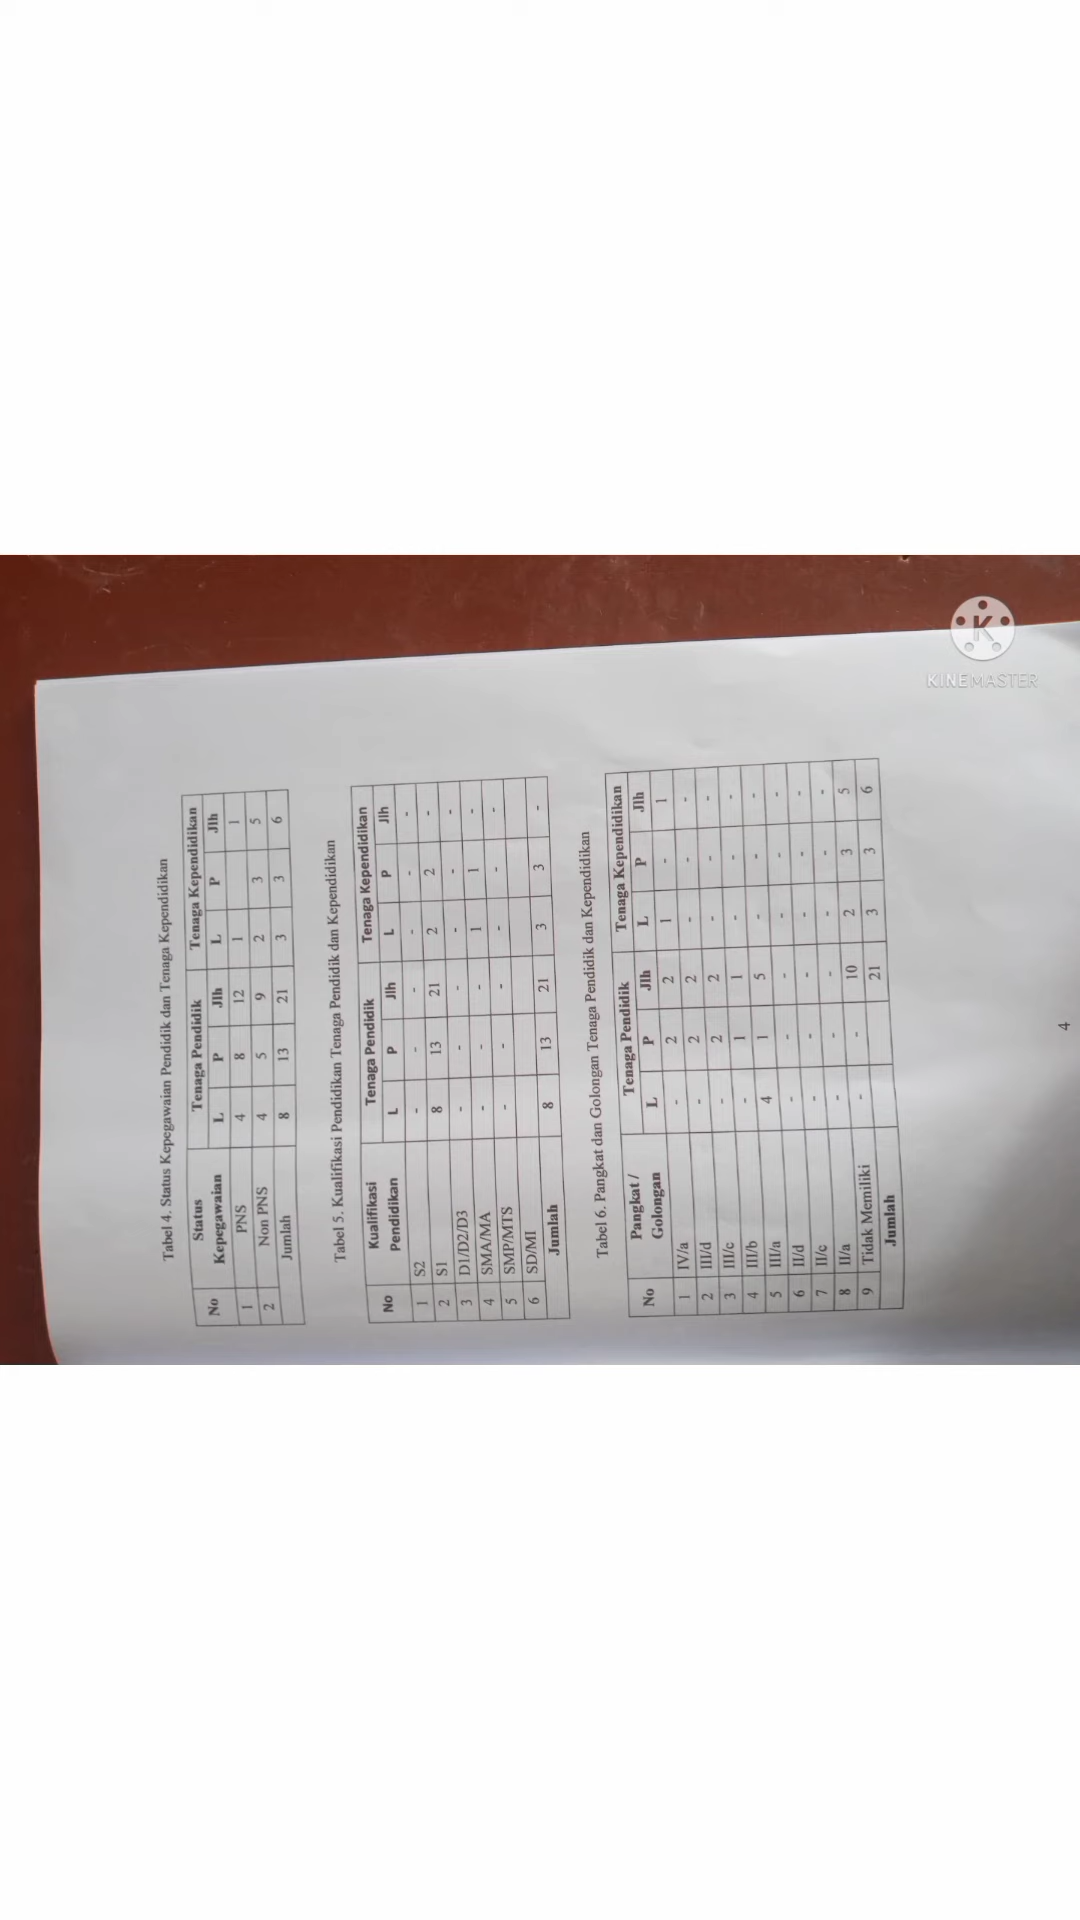 Tabel 4. Status Kepegawaian Pendidik dan Tenaga Kependidikan
No Status Kepegawaian Tenaga Pendidik Tenaga Kependidikan
L P Jlh L P Jlh
1 PNS 4 8 12 1 1
2 Non PNS 4 5 9 2 3 5
Jumlah 8 13 21 3 3 6
Tabel 5. Kualifikasi Pendidikan Tenaga Pendidik dan Kependidikan
No Kualifikasi Pendidikan Tenaga Pendidik Tenaga Kependidikan
L P Jlh L P Jlh
1 S2 - - - - - -
2 S1 8 13 21 2 2 -
3 D1/D2/D3 - - - - - -
4 SMA/MA - - - 1 1 -
5 SMP/MTS - - - - - -
6 SD/MI
Jumlah 8 13 21 3 3 -
Tabel 6. Pangkat dan Golongan Tenaga Pendidik dan Kependidikan
No Pangkat / Golongan Tenaga Pendidik Tenaga Kependidikan
L P Jlh L P Jlh
1 IV/a - 2 2 1 - 1
2 III/d - 2 2 - - -
3 III/c - 2 2 - - -
4 III/b - 1 1 - - -
5 III/a 4 1 5 - - -
6 II/d - - - - - -
7 II/c - - - - - -
8 II/a - - - - - -
9 Tidak Memiliki - - 10 2 3 5
Jumlah 21 3 3 6
4
KINEMASTER